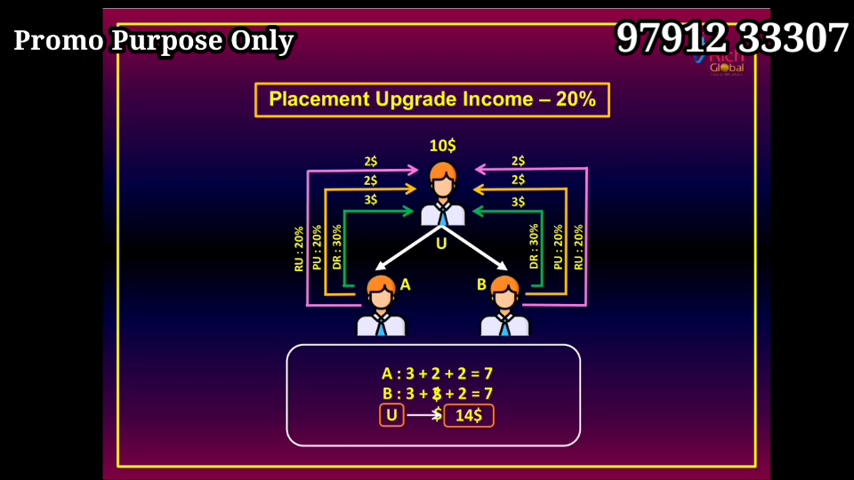 Promo Purpose Only
97912 33307
Rich
Global
Placement Upgrade Income – 20%
10$
2$
2$
2$
2$
3$
3$
RU : 20%
PU : 20%
DR : 30%
DR : 30%
PU : 20%
RU : 20%
U
A
B
A : 3 + 2 + 2 = 7
B : 3 + 2 + 2 = 7
$
U
14$